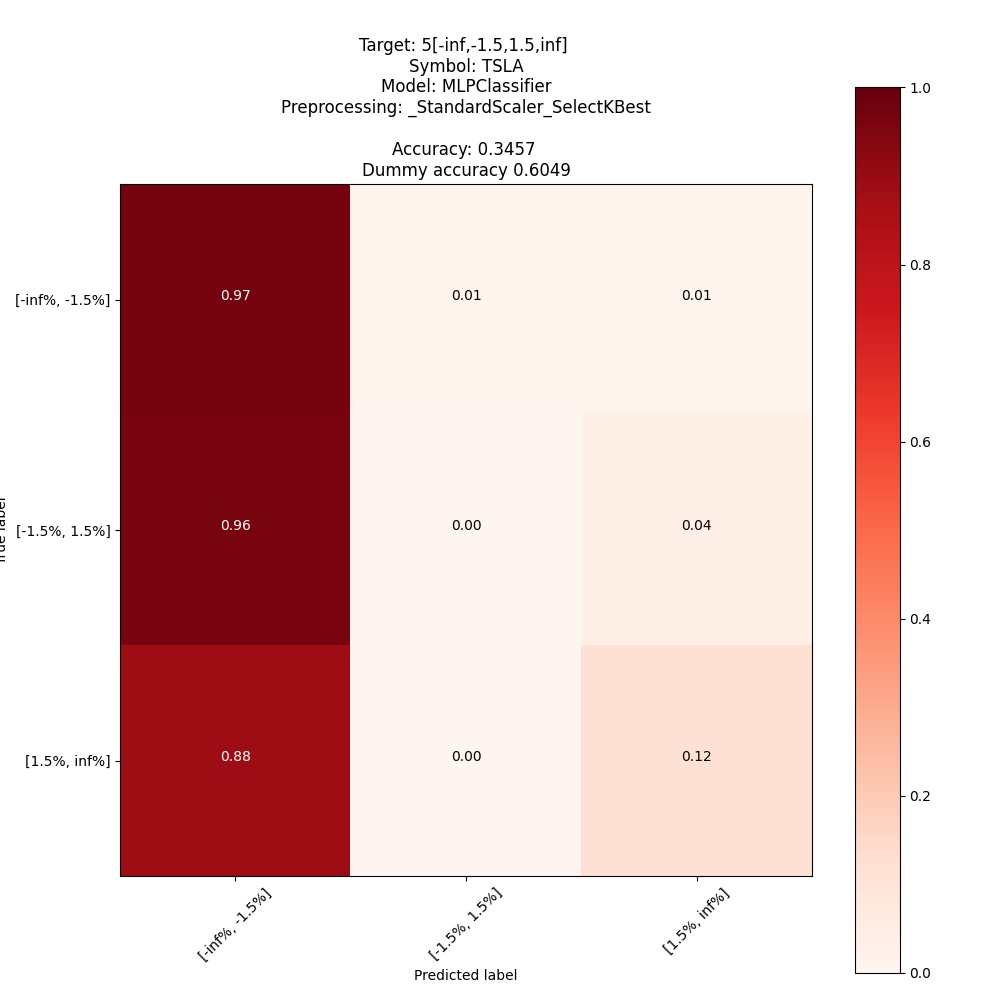 Target: 5[-inf,-1.5,1.5,inf]
Symbol: TSLA
Model: MLPClassifier
Preprocessing: _StandardScaler_SelectKBest
Accuracy: 0.3457
Dummy accuracy 0.6049
1.0
0.8
0.6
0.4
0.2
0.0
[-inf%, -1.5%]
0.97
0.01
0.01
[-1.5%, 1.5%]
0.96
0.00
0.04
[1.5%, inf%]
0.88
0.00
0.12
[-inf%, -1.5%]
[-1.5%, 1.5%]
[1.5%, inf%]
Predicted label